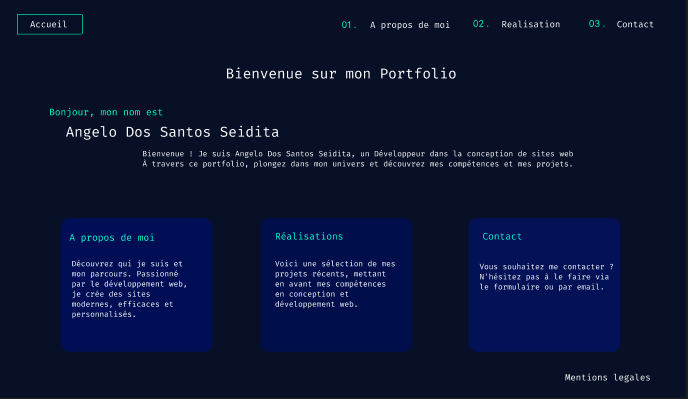 Accueil
01. A propos de moi
02. Realisation
03. Contact
Bienvenue sur mon Portfolio
Bonjour, mon nom est
Angelo Dos Santos Seidita
Bienvenue ! Je suis Angelo Dos Santos Seidita, un Développeur dans la conception de sites web
À travers ce portfolio, plongez dans mon univers et découvrez mes compétences et mes projets.
A propos de moi
Découvrez qui je suis et
mon parcours. Passionné
par le développement web,
je crée des sites
modernes, efficaces et
personnalisés.
Réalisations
Voici une sélection de mes
projets récents, mettant
en avant mes compétences
en conception et
développement web.
Contact
Vous souhaitez me contacter ?
N'hésitez pas à le faire via
le formulaire ou par email.
Mentions legales